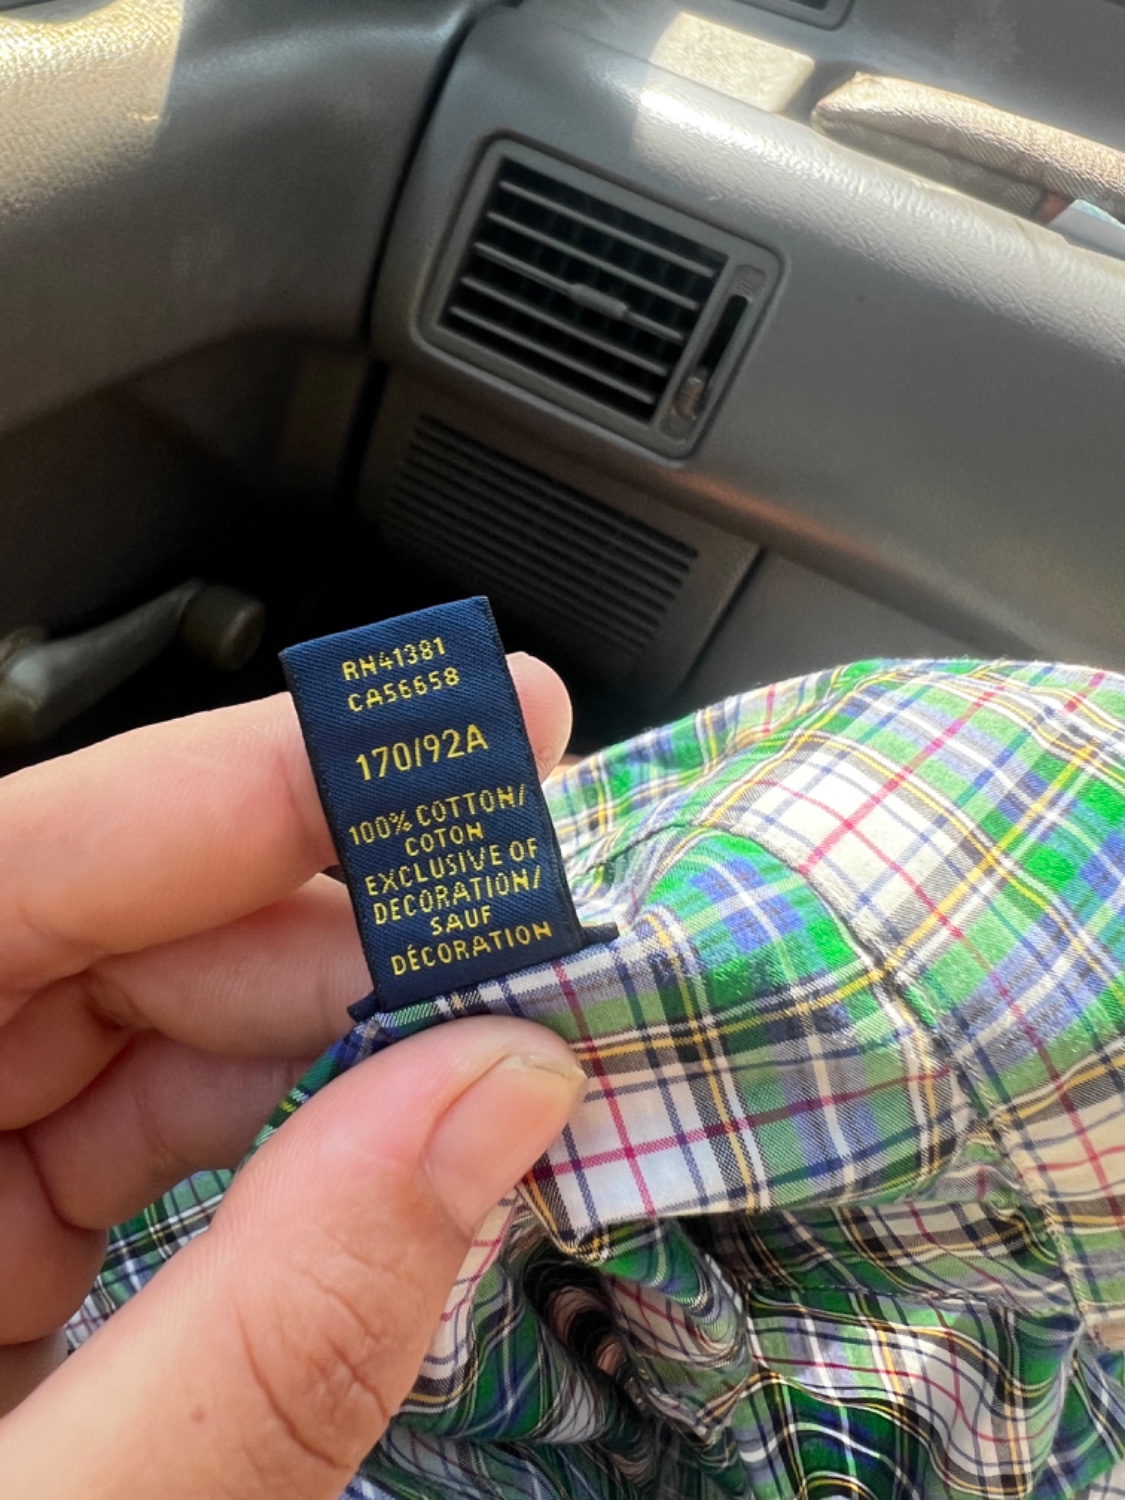 RN41381
CA56658
170/92A
100% COTTON/
COTON
EXCLUSIVE OF
DECORATION/
SAUF
DÉCORATION